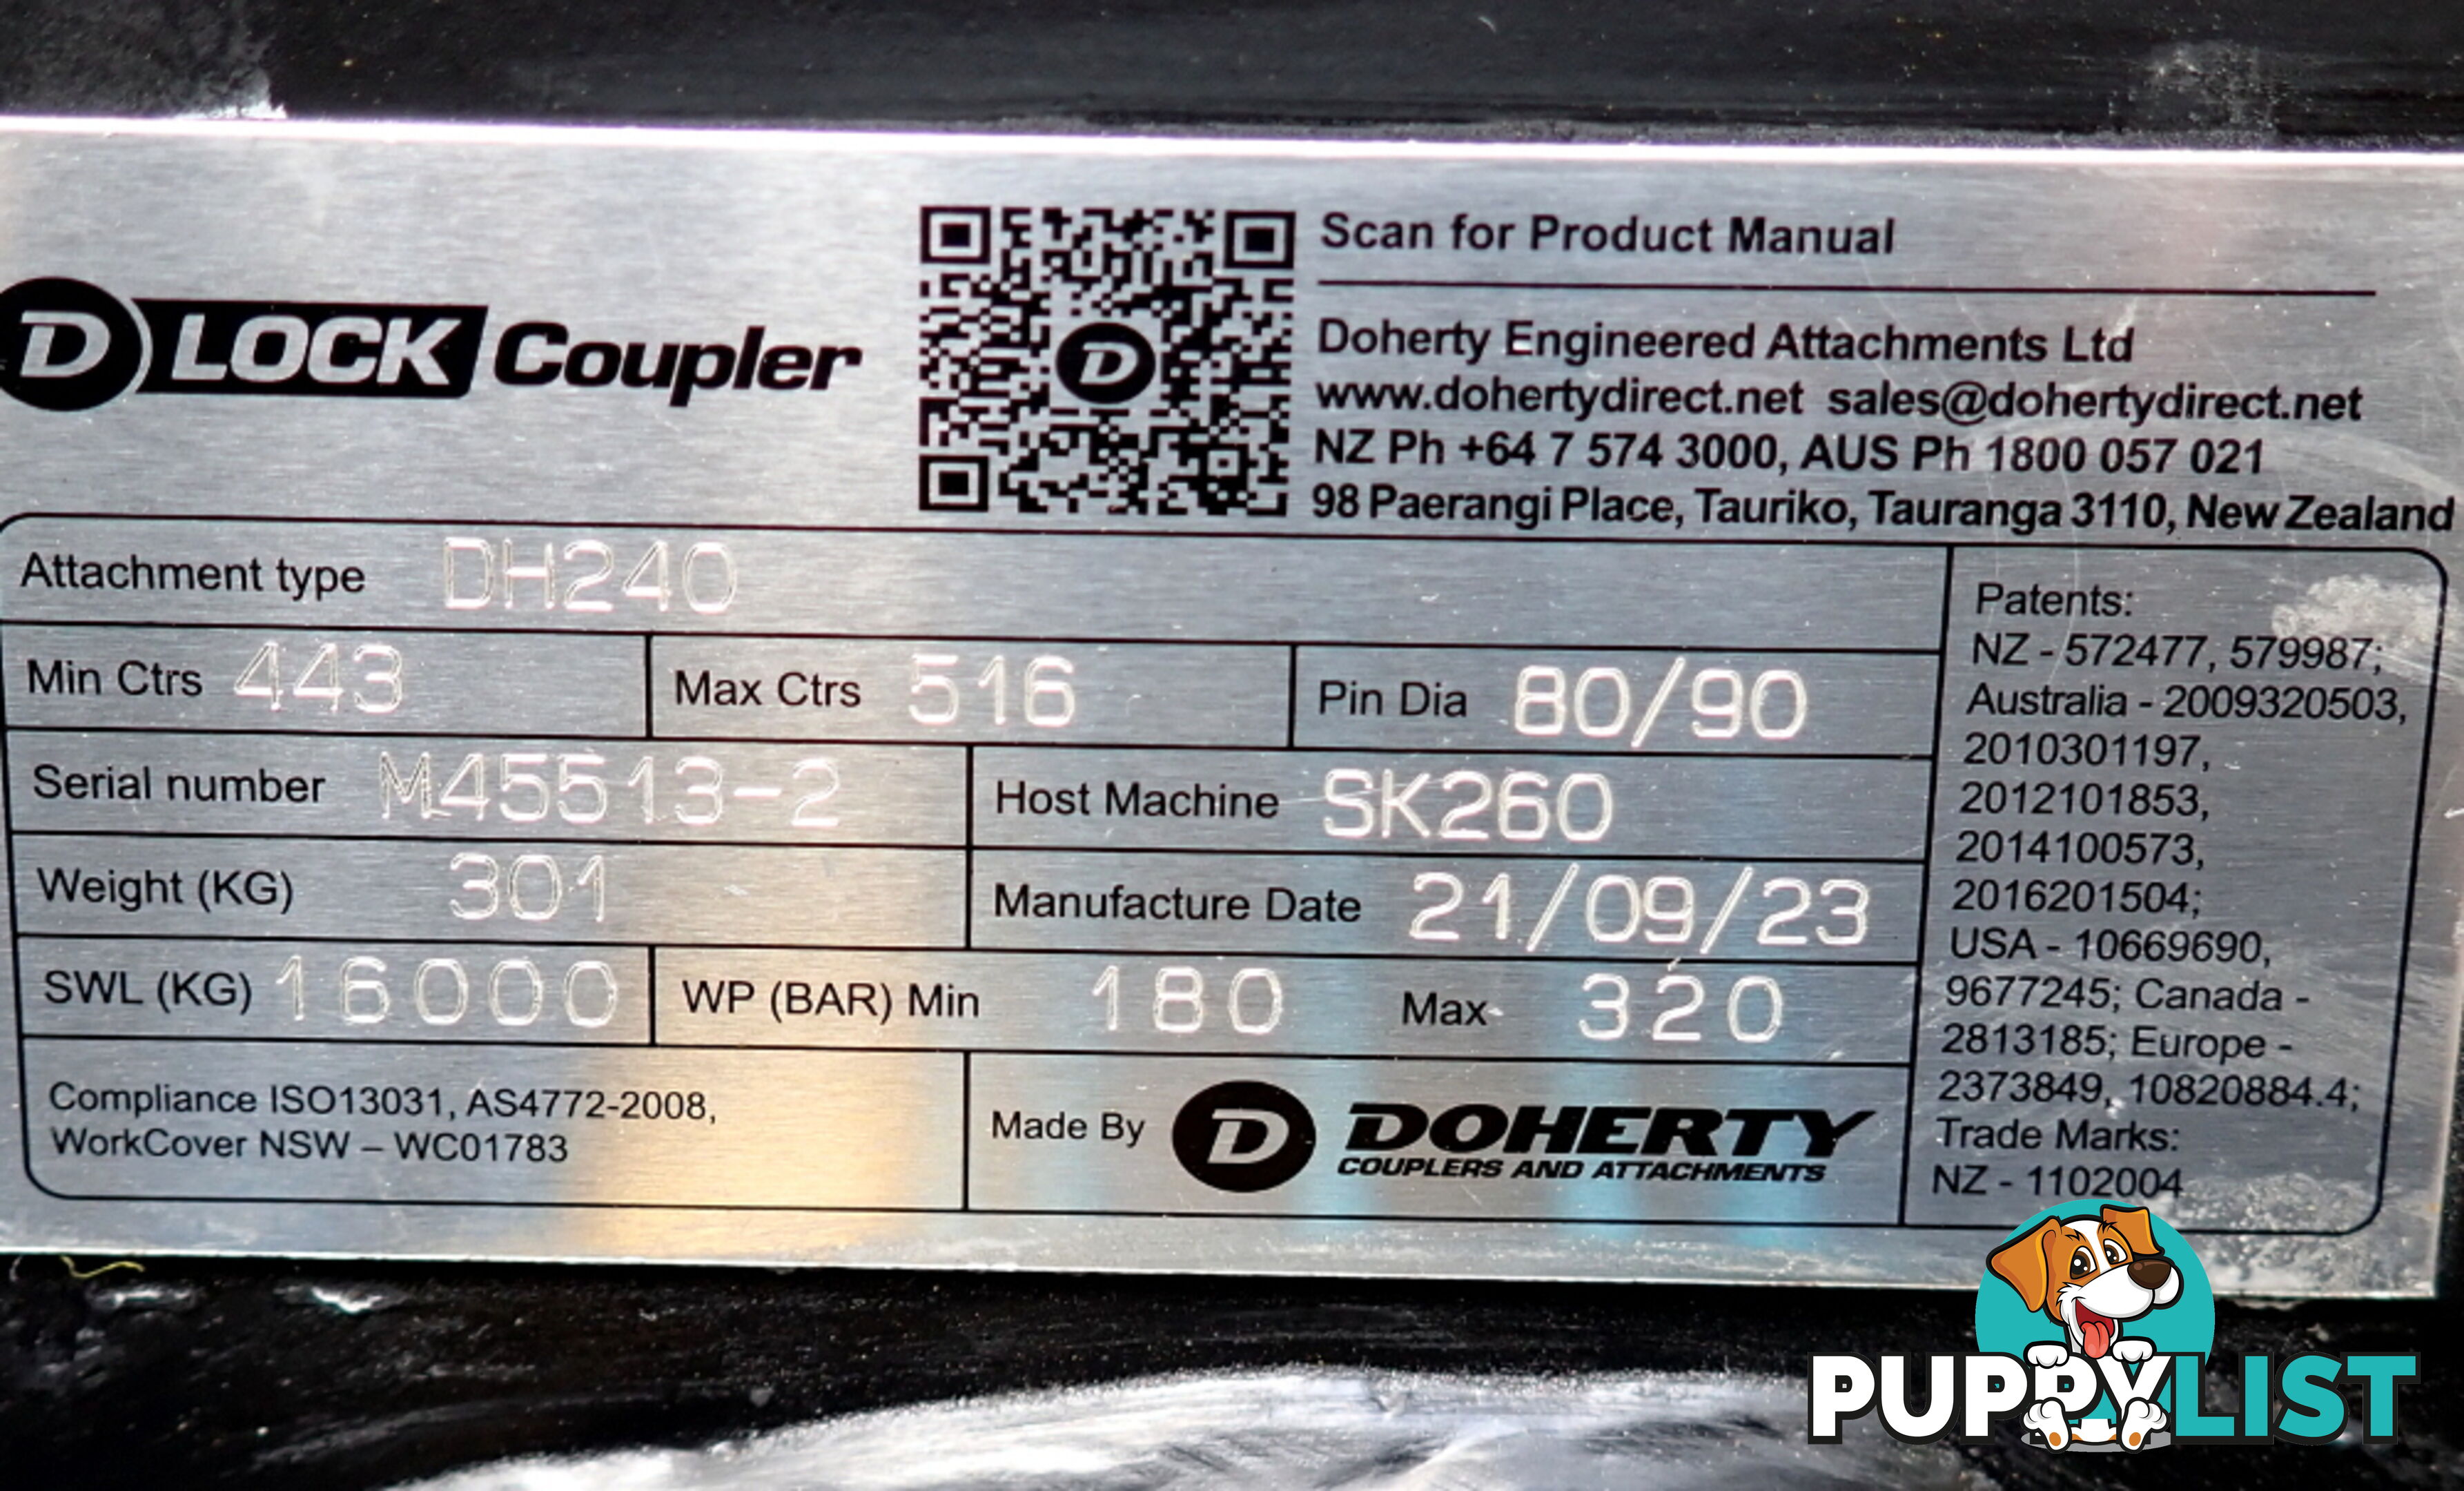 D LOCK Coupler
Scan for Product Manual
Doherty Engineered Attachments Ltd
www.dohertydirect.net sales@dohertydirect.net
NZ Ph +64 7 574 3000, AUS Ph 1800 057 021
98 Paerangi Place, Tauriko, Tauranga 3110, New Zealand
D
Attachment type DH240
Min Ctrs 443 Max Ctrs 516 Pin Dia 80/90
Serial number M45513-2 Host Machine SK260
Weight (KG) 301 Manufacture Date 21/09/23
SWL (KG) 16000 WP (BAR) Min 180 Max 320
Compliance ISO13031, AS4772-2008,
WorkCover NSW – WC01783
Made By D DOHERTY
COUPLERS AND ATTACHMENTS
Patents:
NZ - 572477, 579987;
Australia - 2009320503,
2010301197,
2012101853,
2014100573,
2016201504;
USA - 10669690,
9677245; Canada -
2813185; Europe -
2373849, 10820884.4;
Trade Marks:
NZ - 1102004
PUPPYLIST